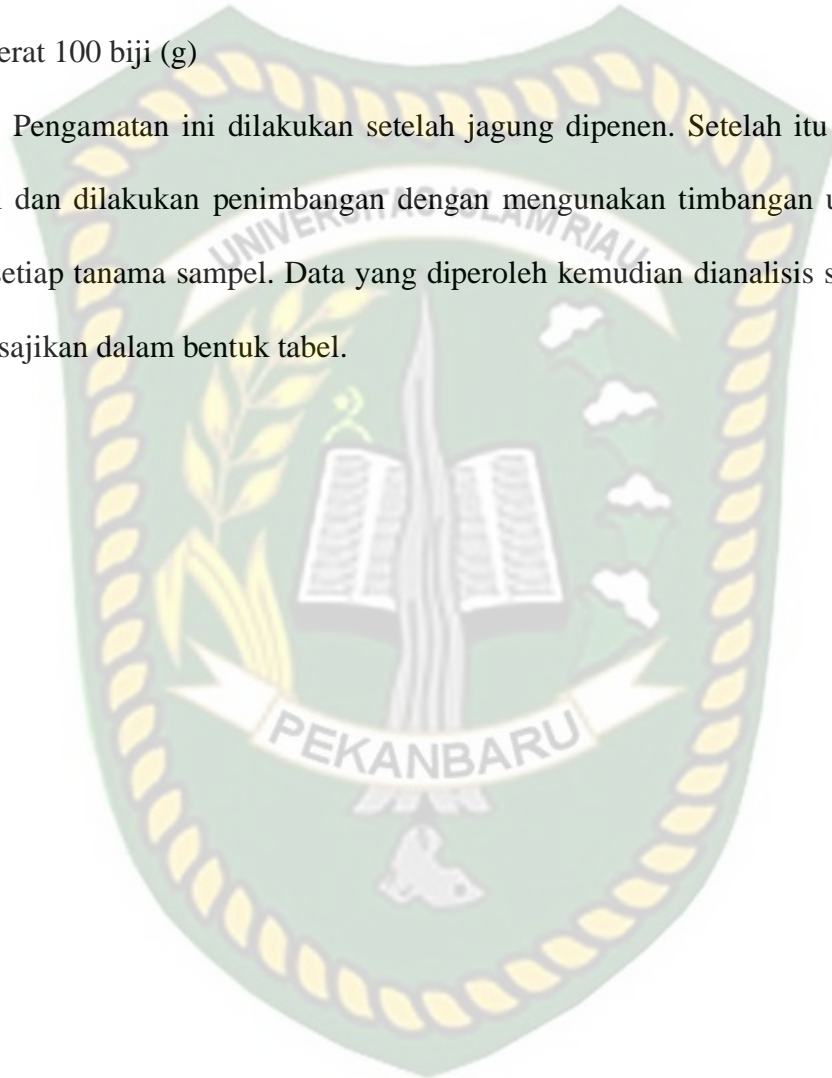 erat 100 biji (g)
Pengamatan ini dilakukan setelah jagung dipenen. Setelah itu
dan dilakukan penimbangan dengan mengunakan timbangan
setiap tanama sampel. Data yang diperoleh kemudian dianalisis
sajikan dalam bentuk tabel.
UNIVERSITAS ISLAM RIAU
PEKANBARU